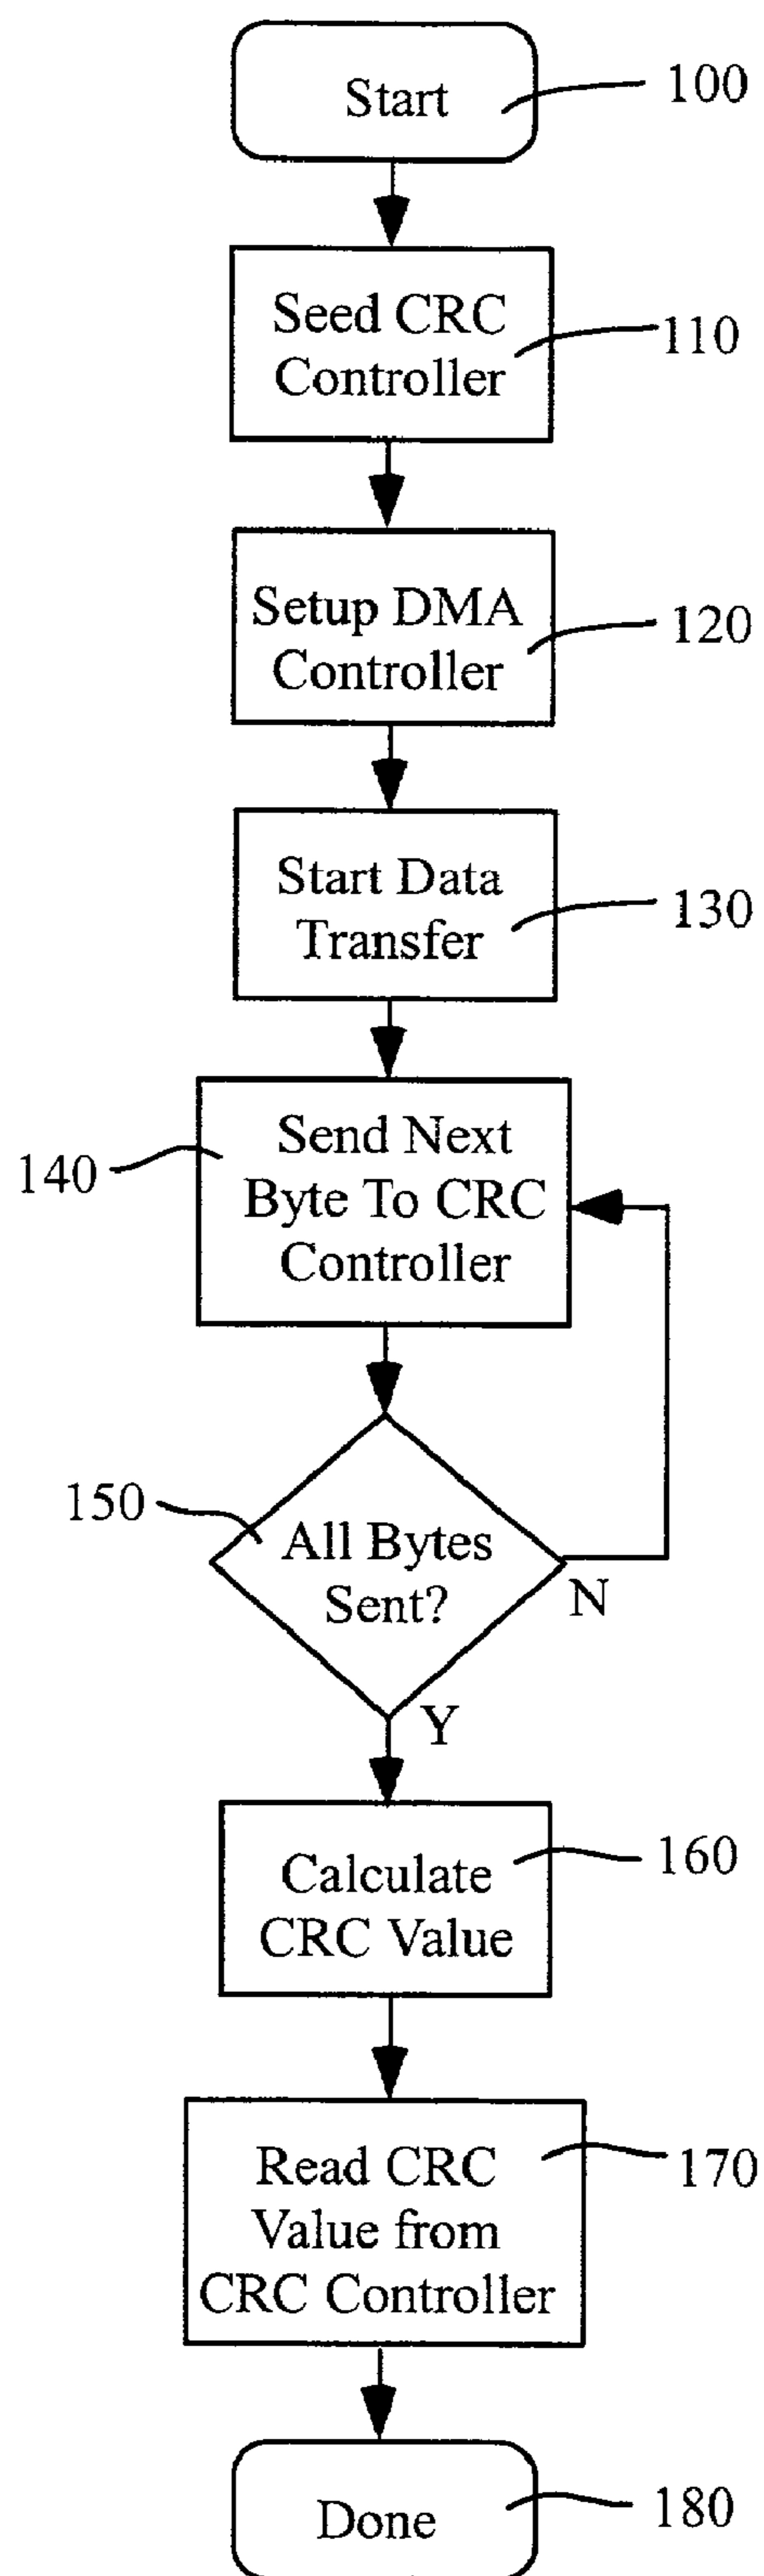 Start
100
Seed CRC
Controller
110
Setup DMA
Controller
120
Start Data
Transfer
130
Send Next
Byte To CRC
Controller
140
All Bytes
Sent?
150
N
Y
Calculate
CRC Value
160
Read CRC
Value from
CRC Controller
170
Done
180